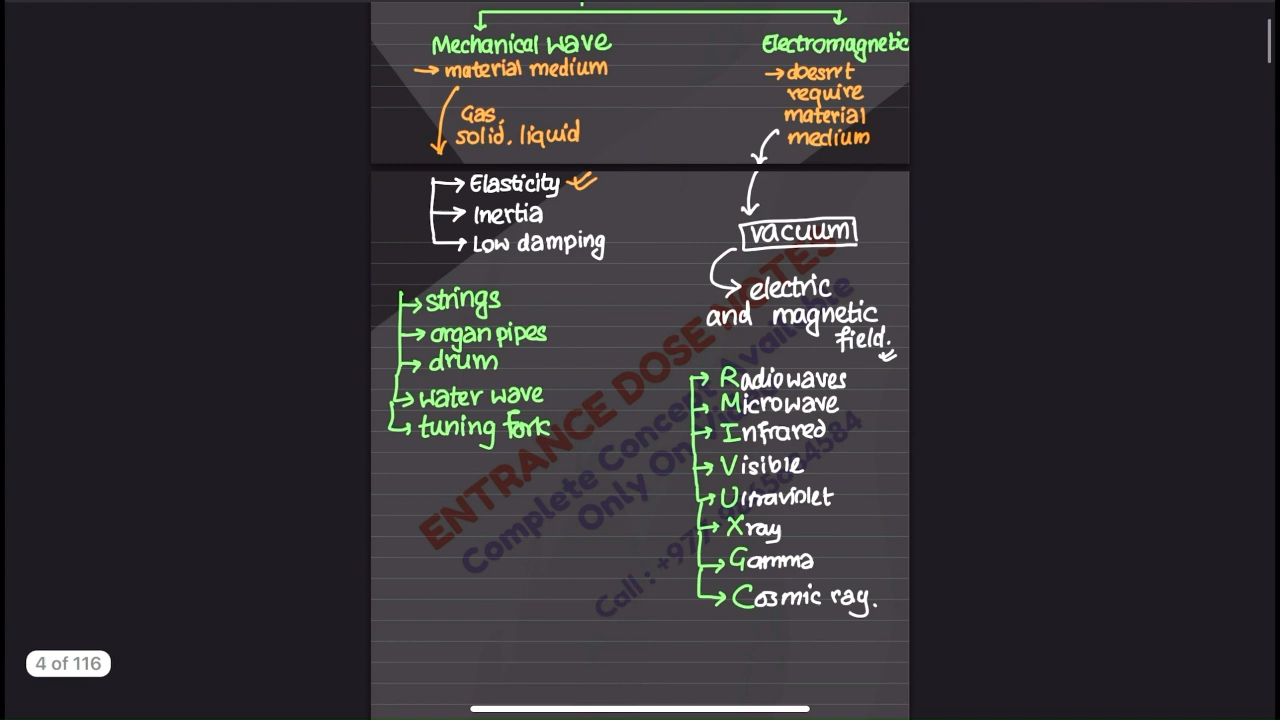 Mechanical wave
→ material medium
Gas,
solid, liquid
→ Elasticity
→ Inertia
→ Low damping
→ strings
→ organ pipes
→ drum
→ water wave
→ tuning fork
Electromagnetic
→ doesn't
require
material
medium
vacuum
→ electric
and magnetic
field.
→ Radiowaves
→ Microwave
→ Infrared
→ Visible
→ Ultraviolet
→ X ray
→ Gamma
→ Cosmic ray.
ENTRANCE DOSE NOTES
Complete Concept Available
Only On
Call :
4 of 116